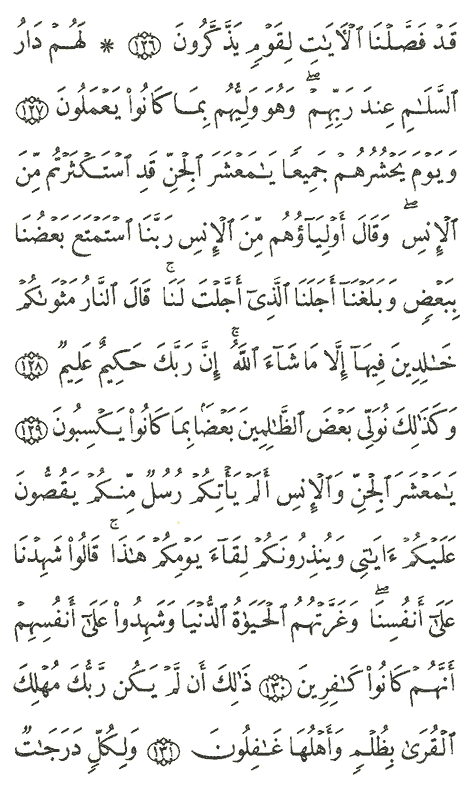 قَدۡ فَصَّلۡنَا ٱلۡأٓيَٰتِ لِقَوۡمٖ يَذَّكَّرُونَ ١٢٦ * لَهُمۡ دَارُ
ٱلسَّلَٰمِ عِندَ رَبِّهِمۡۖ وَهُوَ وَلِيُّهُم بِمَا كَانُواْ يَعۡمَلُونَ ١٢٧
وَيَوۡمَ يَحۡشُرُهُمۡ جَمِيعٗا يَٰمَعۡشَرَ ٱلۡجِنِّ قَدِ ٱسۡتَكۡثَرۡتُم مِّنَ
ٱلۡإِنسِۖ وَقَالَ أَوۡلِيَآؤُهُم مِّنَ ٱلۡإِنسِ رَبَّنَا ٱسۡتَمۡتَعَ بَعۡضُنَا
بِبَعۡضٖ وَبَلَغۡنَآ أَجَلَنَا ٱلَّذِيٓ أَجَّلۡتَ لَنَاۚ قَالَ ٱلنَّارُ مَثۡوَىٰكُمۡ
خَٰلِدِينَ فِيهَآ إِلَّا مَا شَآءَ ٱللَّهُۚ إِنَّ رَبَّكَ حَكِيمٌ عَلِيمٞ ١٢٨
وَكَذَٰلِكَ نُوَلِّي بَعۡضَ ٱلظَّٰلِمِينَ بَعۡضَۢا بِمَا كَانُواْ يَكۡسِبُونَ ١٢٩
يَٰمَعۡشَرَ ٱلۡجِنِّ وَٱلۡإِنسِ أَلَمۡ يَأۡتِكُمۡ رُسُلٞ مِّنكُمۡ يَقُصُّونَ
عَلَيۡكُمۡ ءَايَٰتِي وَيُنذِرُونَكُمۡ لِقَآءَ يَوۡمِكُمۡ هَٰذَاۚ قَالُواْ شَهِدۡنَا
عَلَىٰٓ أَنفُسِنَاۖ وَغَرَّتۡهُمُ ٱلۡحَيَوٰةُ ٱلدُّنۡيَا وَشَهِدُواْ عَلَىٰٓ أَنفُسِهِمۡ
أَنَّهُمۡ كَانُواْ كَٰفِرِينَ ١٣٠ ذَٰلِكَ أَن لَّمۡ يَكُن رَّبُّكَ مُهۡلِكَ
ٱلۡقُرَىٰ بِظُلۡمٖ وَأَهۡلُهَا غَٰفِلُونَ ١٣١ وَلِكُلّٖ دَرَجَٰتٞ